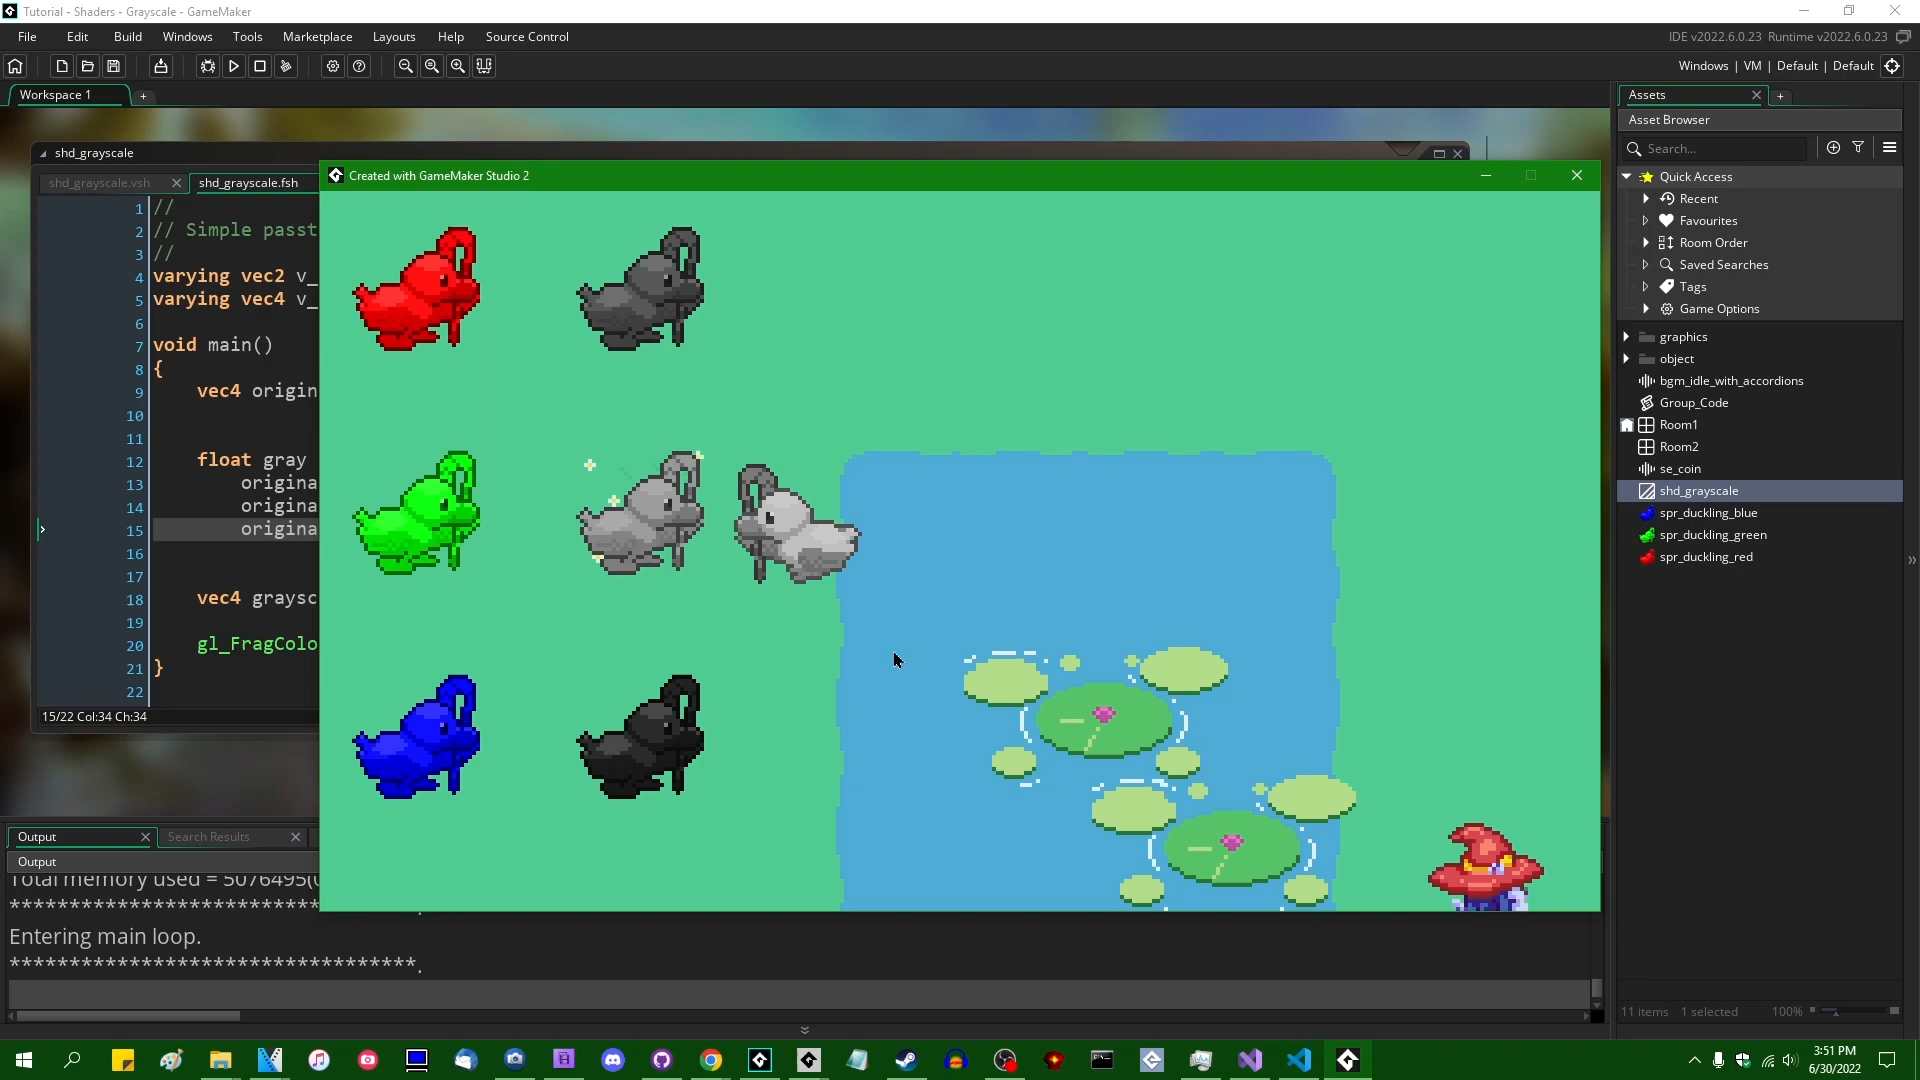 Tutorial - Shaders - Grayscale - GameMaker
File Edit Build Windows Tools Marketplace Layouts Help Source Control
IDE v2022.6.0.23 Runtime v2022.6.0.23
Windows | VM | Default | Default
Workspace 1 +
Assets +
Asset Browser
Search...
Quick Access
Recent
Favourites
Room Order
Saved Searches
Tags
Game Options
graphics
object
bgm_idle_with_accordions
Group_Code
Room1
Room2
se_coin
shd_grayscale
spr_duckling_blue
spr_duckling_green
spr_duckling_red
11 items 1 selected 100%
shd_grayscale
shd_grayscale.vsh shd_grayscale.fsh
Created with GameMaker Studio 2
1 //
2 // Simple passt
3 //
4 varying vec2 v_
5 varying vec4 v_
6
7 void main()
8 {
9 vec4 origin
10
11
12 float gray
13 origina
14 origina
15 origina
16
17
18 vec4 graysc
19
20 gl_FragColo
21 }
22
15/22 Col:34 Ch:34
Output Search Results
Output
Total memory used = 5076495(
Entering main loop.
**********************************.
3:51 PM
6/30/2022